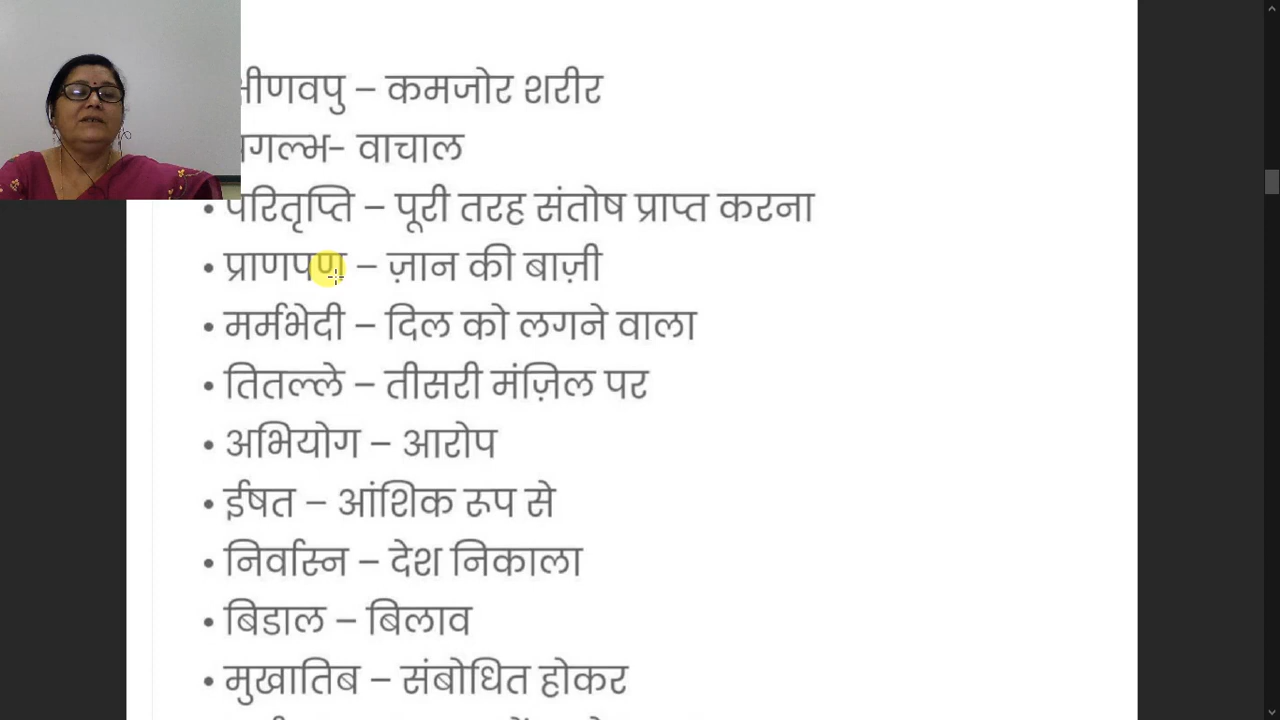 – कमजोर शरीर
- वाचाल
• परितृप्ति – पूरी तरह संतोष प्राप्त करना
• प्राणपण – ज़ान की बाज़ी
• मर्मभेदी – दिल को लगने वाला
• तितल्ले – तीसरी मंज़िल पर
• अभियोग – आरोप
• ईषत – आंशिक रूप से
• निर्वास्न – देश निकाला
• बिडाल – बिलाव
• मुखातिब – संबोधित होकर